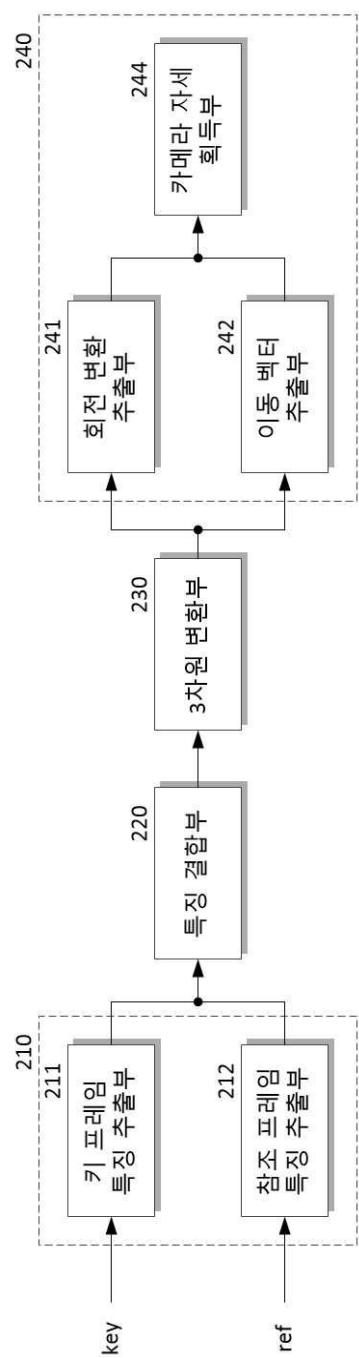 key
ref
210
211
키 프레임
특징 추출부
212
참조 프레임
특징 추출부
220
특징 결합부
230
3차원 변환부
240
241
회전 변환
추출부
242
이동 벡터
추출부
244
카메라 자세
획득부